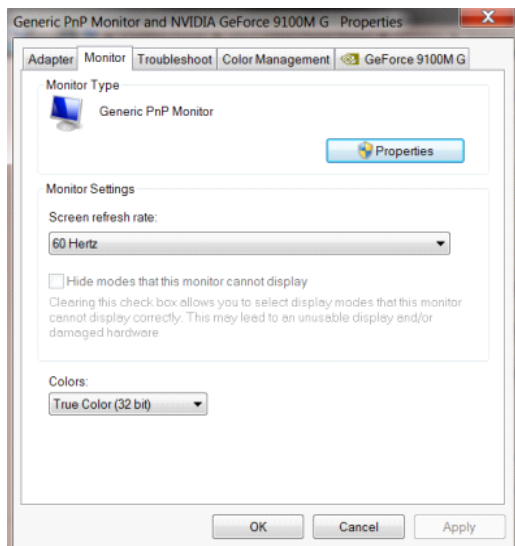 Generic PnP Monitor and NVIDIA GeForce 9100M G Properties
Adapter Monitor Troubleshoot Color Management GeForce 9100M G
Monitor Type
Generic PnP Monitor
Properties
Monitor Settings
Screen refresh rate:
60 Hertz
Hide modes that this monitor cannot display
Clearing this check box allows you to select display modes that this monitor
cannot display correctly. This may lead to an unusable display and/or
damaged hardware
Colors:
True Color (32 bit)
OK Cancel Apply